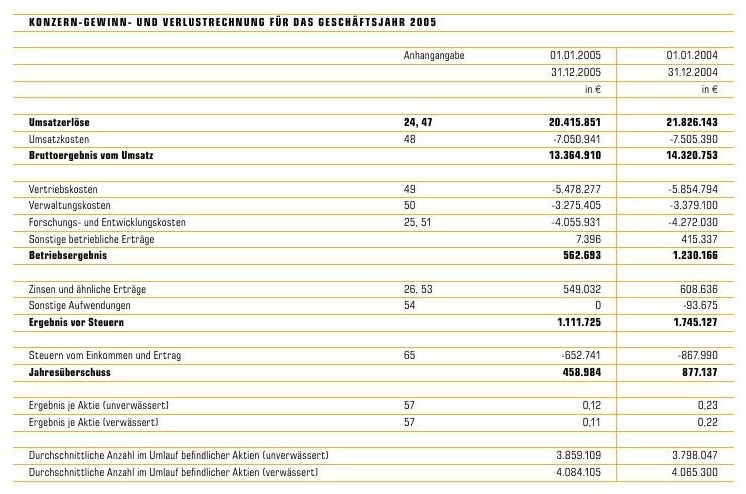 KONZERN-GEWINN- UND VERLUSTRECHNUNG FÜR DAS GESCHÄFTSJAHR 2005
Anhangangabe 01.01.2005 01.01.2004
31.12.2005 31.12.2004
in € in €
Umsatzerlöse 24, 47 20.415.851 21.826.143
Umsatzkosten 48 -7.050.941 -7.505.390
Bruttoergebnis vom Umsatz 13.364.910 14.320.753
Vertriebskosten 49 -5.478.277 -5.854.794
Verwaltungskosten 50 -3.275.405 -3.379.100
Forschungs- und Entwicklungskosten 25, 51 -4.055.931 -4.272.030
Sonstige betriebliche Erträge 7.396 415.337
Betriebsergebnis 562.693 1.230.166
Zinsen und ähnliche Erträge 26, 53 549.032 608.636
Sonstige Aufwendungen 54 0 -93.675
Ergebnis vor Steuern 1.111.725 1.745.127
Steuern vom Einkommen und Ertrag 65 -652.741 -867.990
Jahresüberschuss 458.984 877.137
Ergebnis je Aktie (unverwässert) 57 0,12 0,23
Ergebnis je Aktie (verwässert) 57 0,11 0,22
Durchschnittliche Anzahl im Umlauf befindlicher Aktien (unverwässert) 3.859.109 3.798.047
Durchschnittliche Anzahl im Umlauf befindlicher Aktien (verwässert) 4.084.105 4.065.300